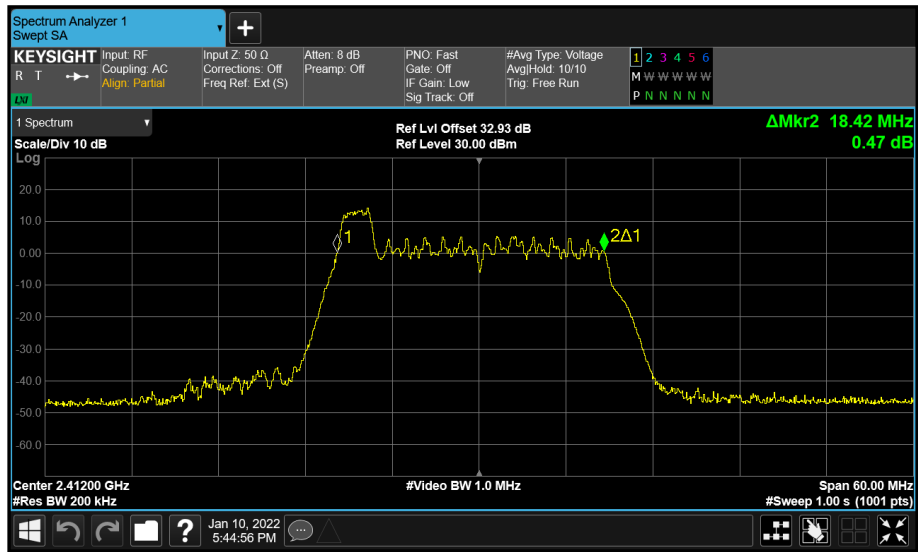 Spectrum Analyzer 1
Swept SA
+
KEYSIGHT
R T
LXI
Input: RF
Coupling: AC
Align: Partial
Input Z: 50 Ω
Corrections: Off
Freq Ref: Ext (S)
Atten: 8 dB
Preamp: Off
PNO: Fast
Gate: Off
IF Gain: Low
Sig Track: Off
#Avg Type: Voltage
Avg|Hold: 10/10
Trig: Free Run
1 2 3 4 5 6
M W W W W W
P N N N N N
1 Spectrum
Scale/Div 10 dB
Ref Lvl Offset 32.93 dB
Ref Level 30.00 dBm
ΔMkr2 18.42 MHz
0.47 dB
Log
20.0
10.0
0.00
-10.0
-20.0
-30.0
-40.0
-50.0
-60.0
1
2Δ1
Center 2.41200 GHz
#Res BW 200 kHz
#Video BW 1.0 MHz
Span 60.00 MHz
#Sweep 1.00 s (1001 pts)
?
Jan 10, 2022
5:44:56 PM